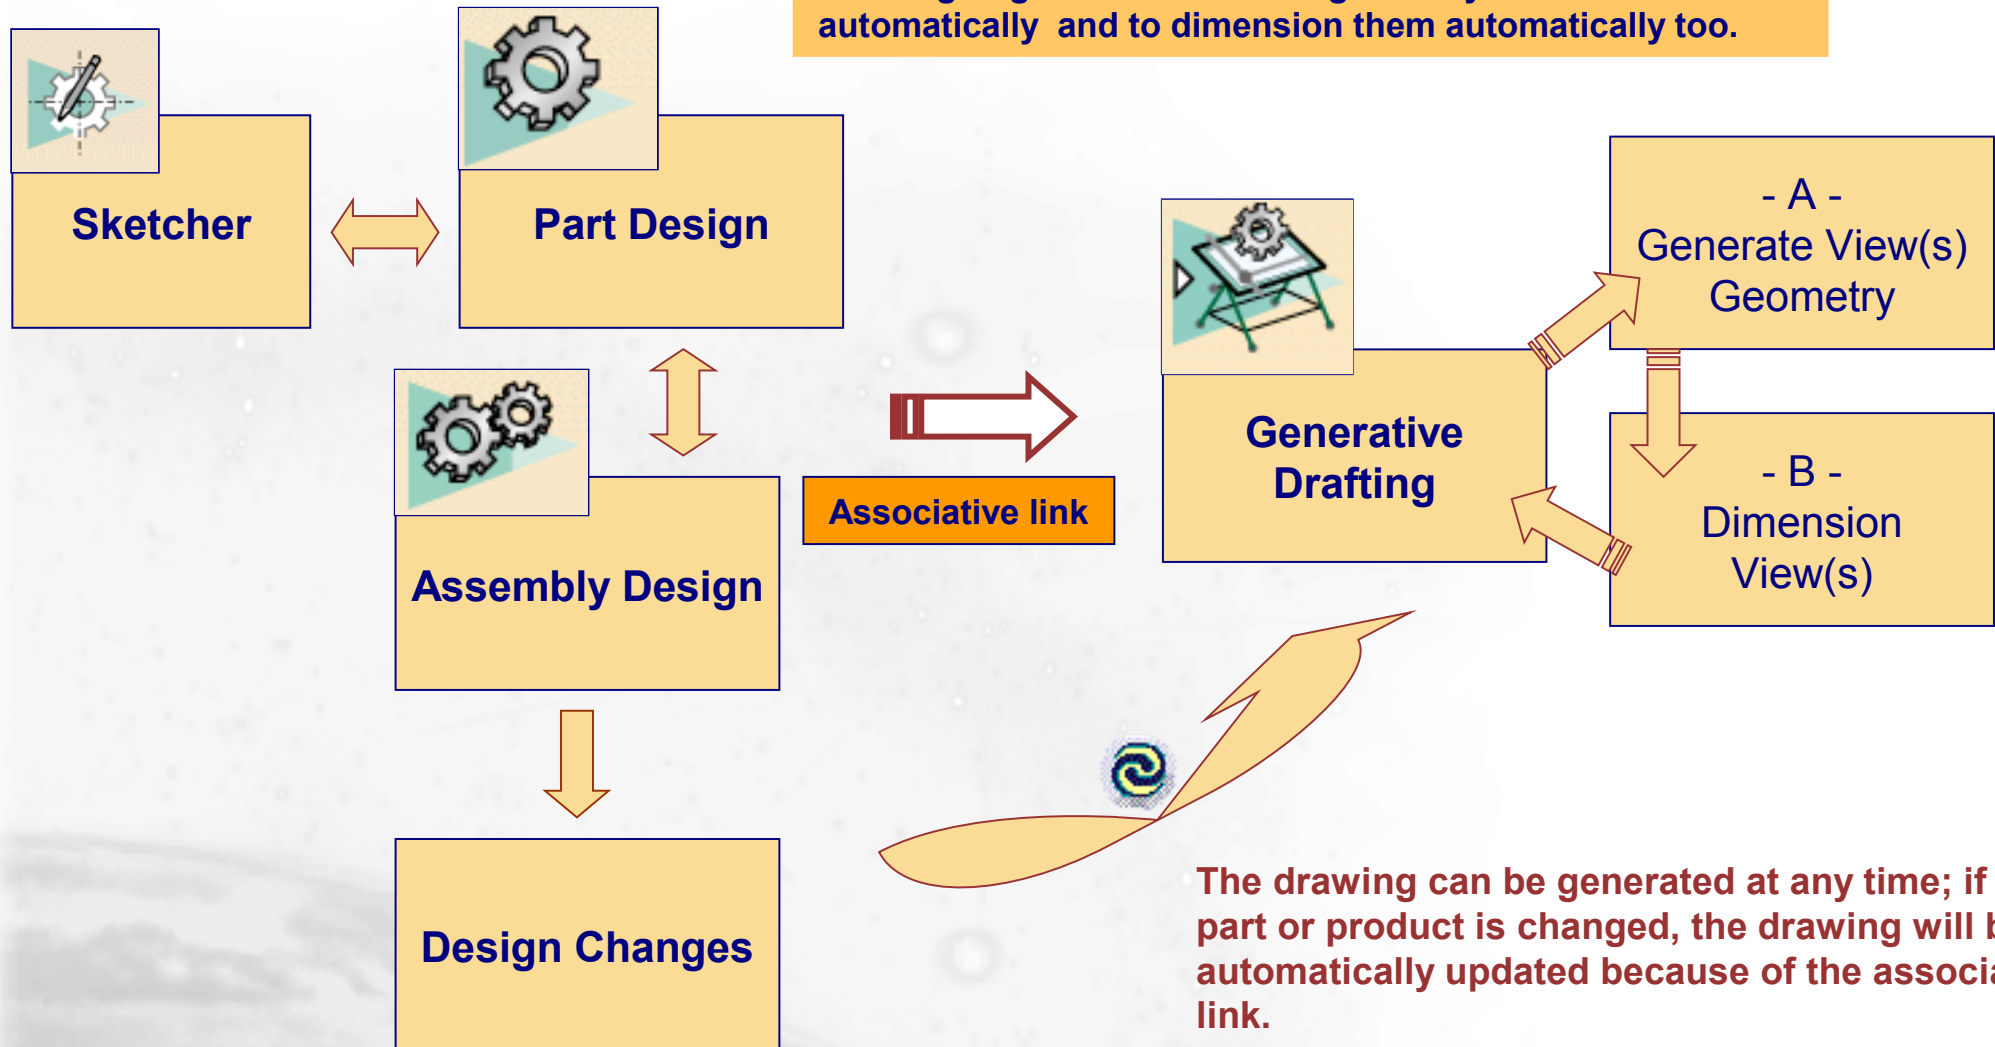 automatically and to dimension them automatically too.
Sketcher
Part Design
- A -
Generate View(s)
Geometry
Generative
Drafting
Associative link
- B -
Dimension
View(s)
Assembly Design
Design Changes
The drawing can be generated at any time; if
part or product is changed, the drawing will
automatically updated because of the
link.